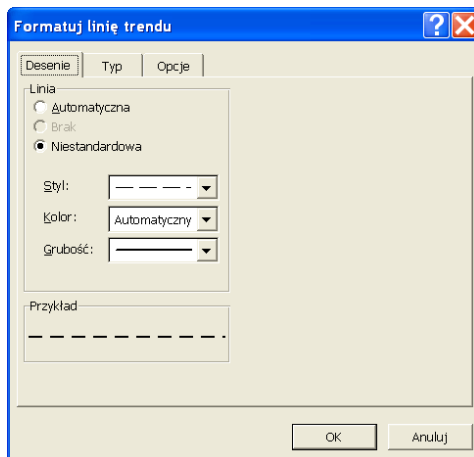 Formatuj linię trendu
Desenie Typ Opcje
Linia
Automatyczna
Brak
Niestandardowa
Styl:
Kolor: Automatyczny
Grubość:
Przykład
OK Anuluj